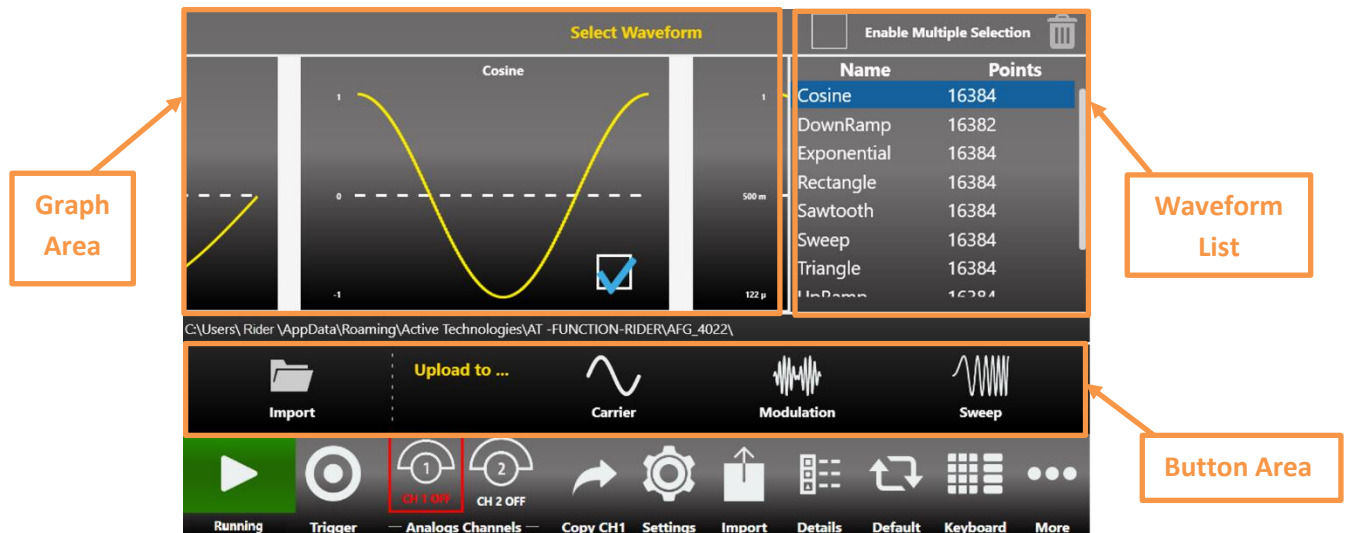 Select Waveform
Enable Multiple Selection
Cosine
1
0
-1
1
500 m
122 µ
Name Points
Cosine 16384
DownRamp 16382
Exponential 16384
Rectangle 16384
Sawtooth 16384
Sweep 16384
Triangle 16384
UpRamp 16384
Graph
Area
Waveform
List
C:\Users\ Rider \AppData\Roaming\Active Technologies\AT -FUNCTION-RIDER\AFG_4022\
Import
Upload to ...
Carrier
Modulation
Sweep
Button Area
1
CH 1 OFF
2
CH 2 OFF
Running Trigger Analogs Channels Copy CH1 Settings Import Details Default Keyboard More